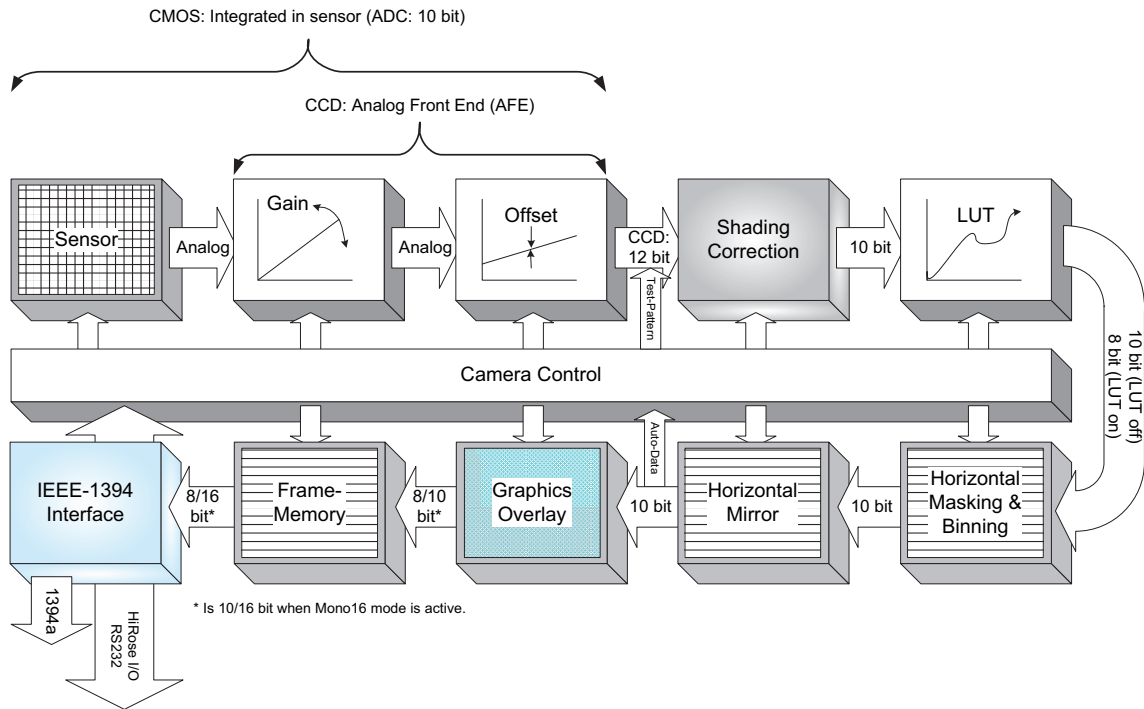 CMOS: Integrated in sensor (ADC: 10 bit)
CCD: Analog Front End (AFE)
Sensor
Analog
Gain
Analog
Offset
CCD:
12 bit
Test-Pattern
Shading
Correction
10 bit
LUT
10 bit (LUT off)
8 bit (LUT on)
Camera Control
Auto-Data
IEEE-1394
Interface
8/16
bit*
Frame-
Memory
8/10
bit*
Graphics
Overlay
10 bit
Horizontal
Mirror
10 bit
Horizontal
Masking &
Binning
* Is 10/16 bit when Mono16 mode is active.
1394a
HiRose I/O
RS232